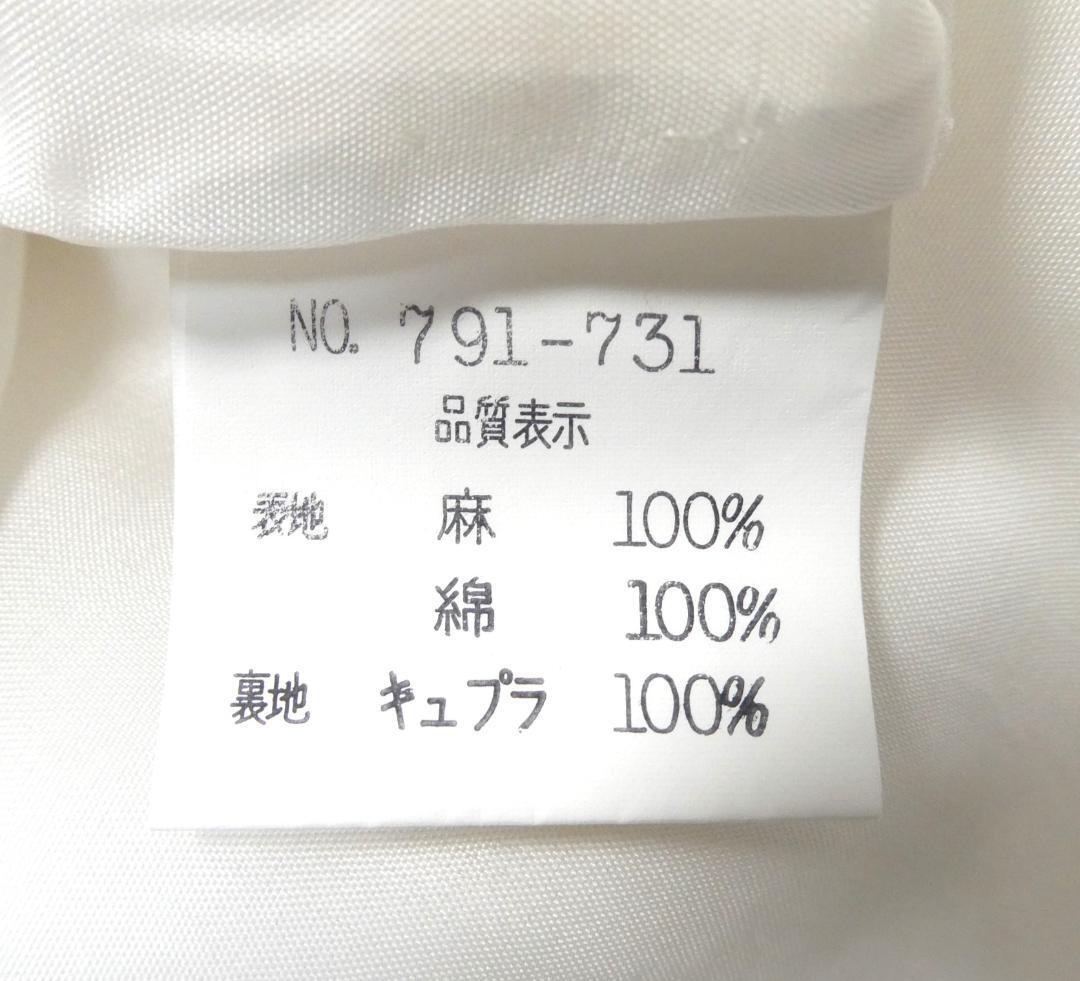 NO. 791-731
品質表示
表地 麻 100%
綿 100%
裏地 キュプラ 100%